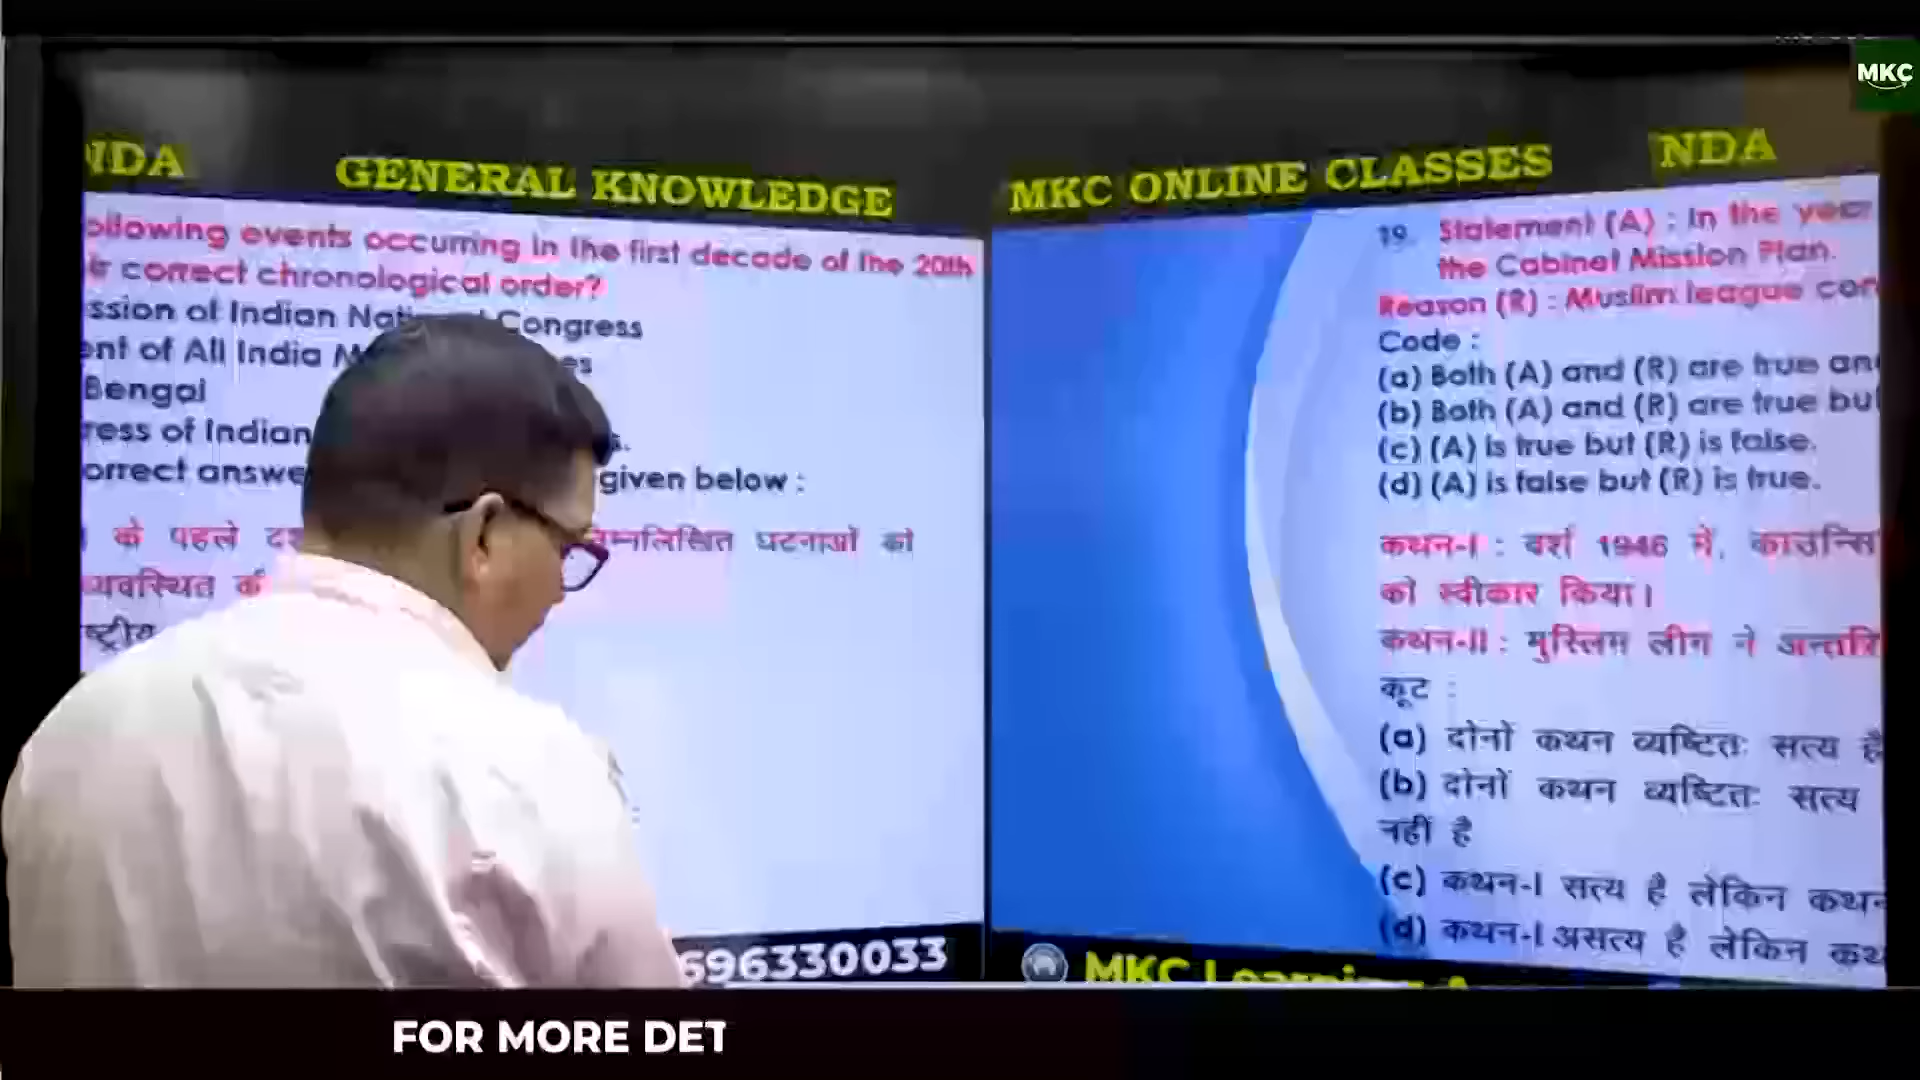 MKC
NDA GENERAL KNOWLEDGE
ollowing events occurring in the first decade of the 20th
ir correct chronological order?
ssion of Indian Nat Congress
ent of All India M es
Bengal
ress of Indian s.
orrect answe given below :
के पहले द म्नलिखित घटनाओं को
व्यवस्थित क
ष्ट्रीय
696330033
MKC ONLINE CLASSES NDA
19. Statement (A) : In the year
the Cabinet Mission Plan.
Reason (R) : Muslim league con
Code :
(a) Both (A) and (R) are true an
(b) Both (A) and (R) are true bu
(c) (A) is true but (R) is false.
(d) (A) is false but (R) is true.
कथन-I : वर्श 1946 में, काउन्सि
को स्वीकार किया।
कथन-II : मुस्लिम लीग ने अन्तरि
कूट :
(a) दोनों कथन व्यष्टितः सत्य है
(b) दोनों कथन व्यष्टितः सत्य
नहीं है
(c) कथन-I सत्य है लेकिन कथन
(d) कथन-I असत्य है लेकिन कथ
MKC Learning A
FOR MORE DET